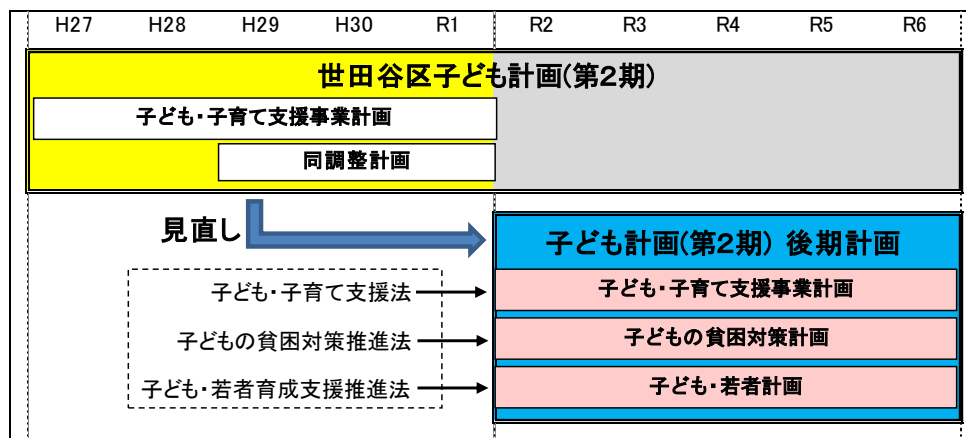 H27 H28 H29 H30 R1 R2 R3 R4 R5 R6
世田谷区子ども計画(第2期)
子ども・子育て支援事業計画
同調整計画
見直し
子ども計画(第2期) 後期計画
子ども・子育て支援法
子ども・子育て支援事業計画
子どもの貧困対策推進法
子どもの貧困対策計画
子ども・若者育成支援推進法
子ども・若者計画